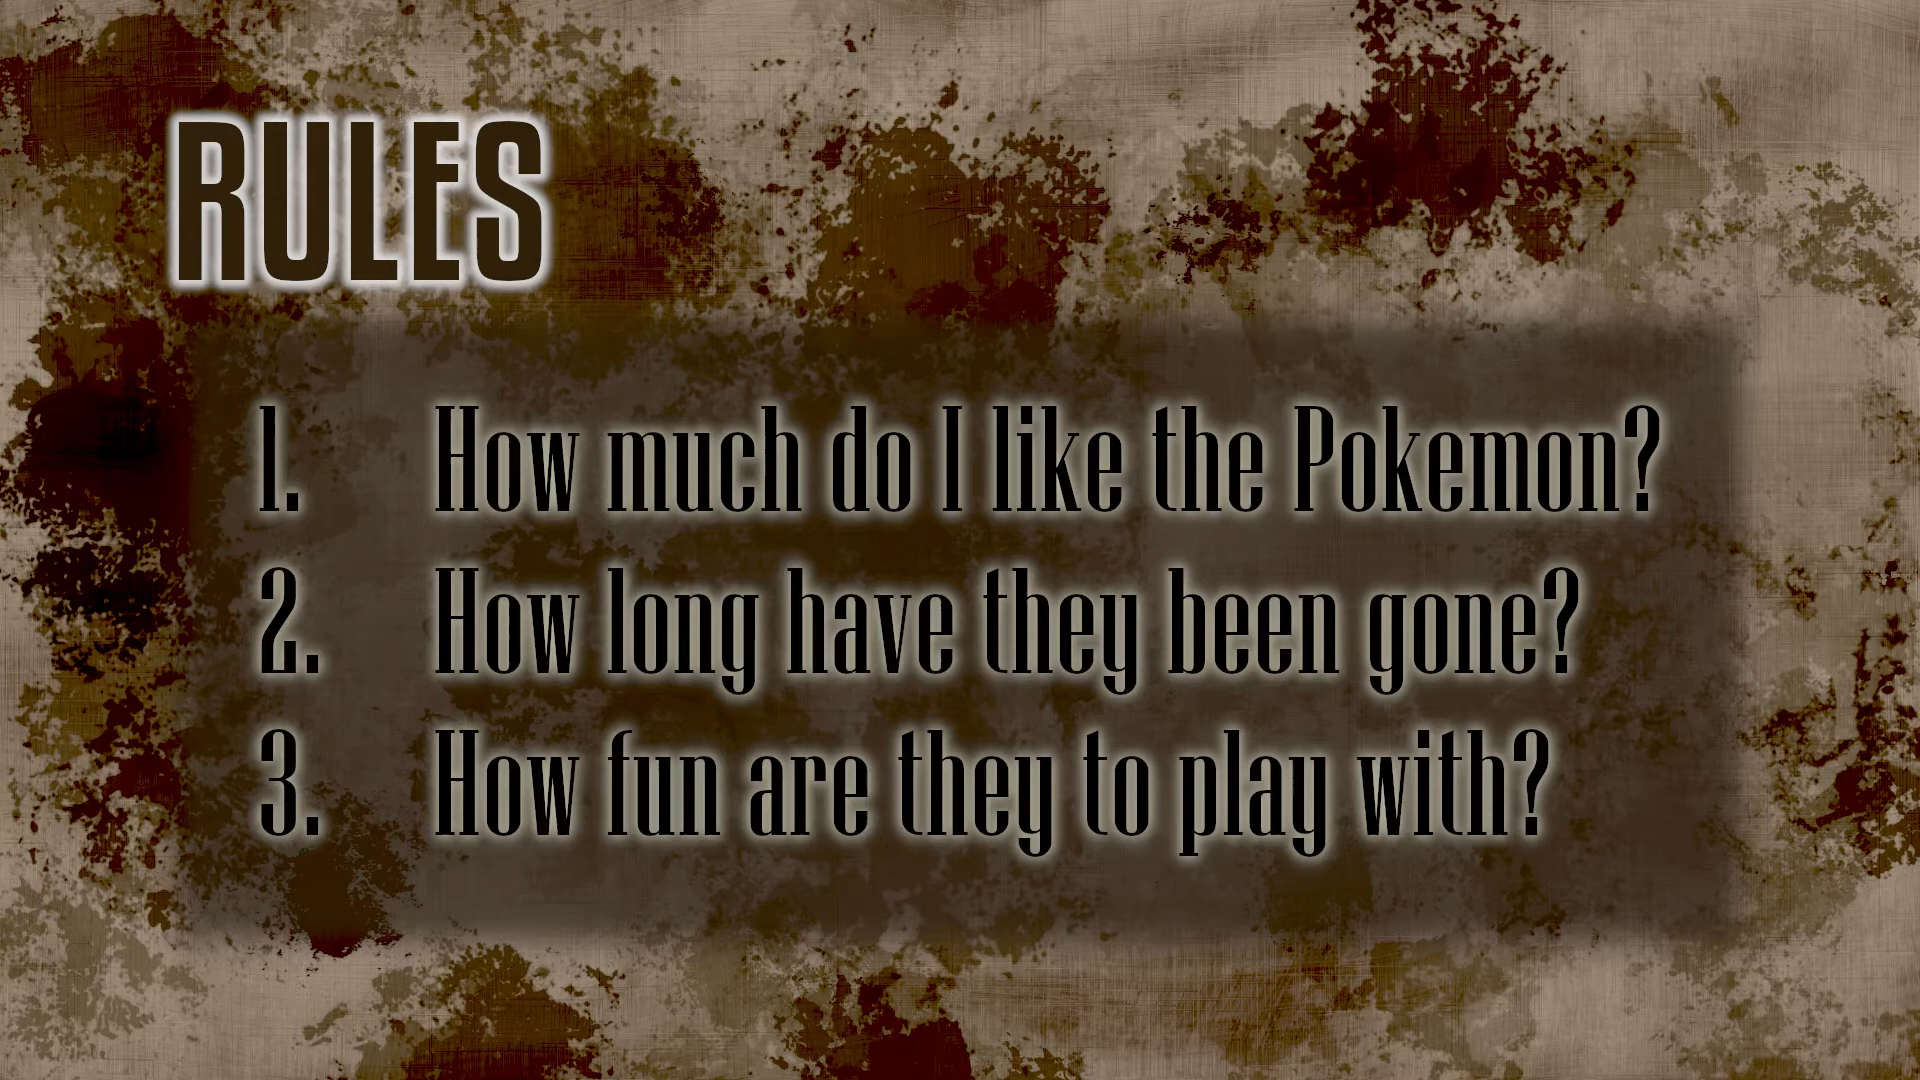 RULES
1. How much do I like the Pokemon?
2. How long have they been gone?
3. How fun are they to play with?